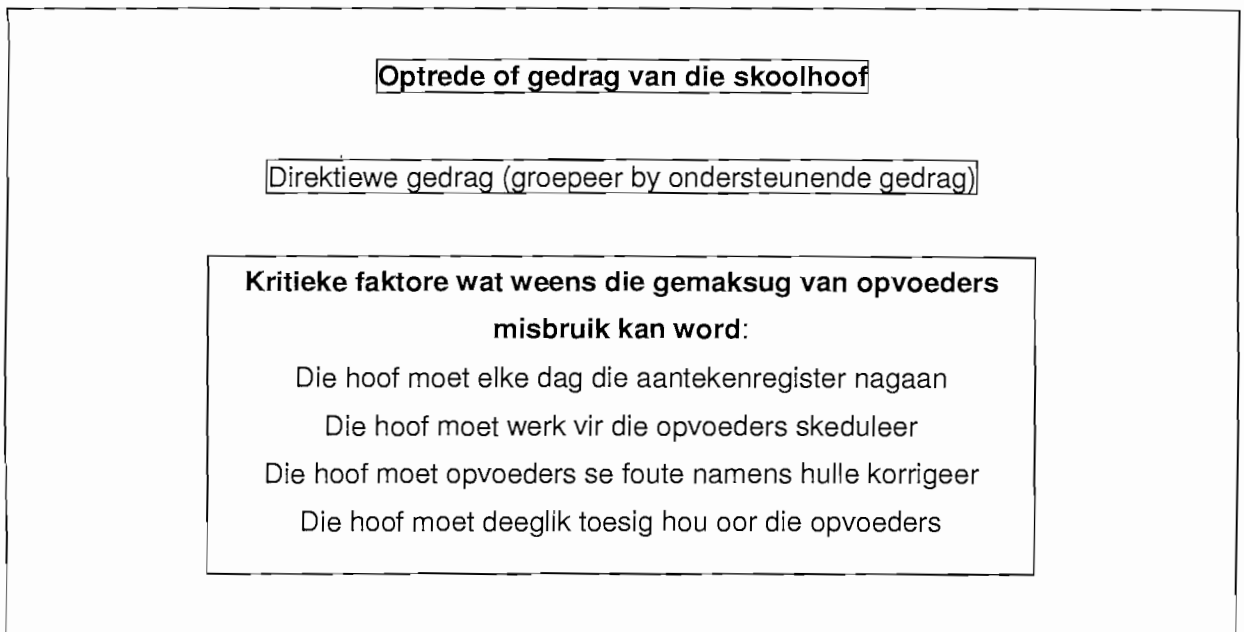 Optrede of gedrag van die skoolhoof
Direktiewe gedrag (groepeer by ondersteunende gedrag)
Kritieke faktore wat weens die gemaksug van opvoeders
misbruik kan word:
Die hoof moet elke dag die aantekenregister nagaan
Die hoof moet werk vir die opvoeders skeduleer
Die hoof moet opvoeders se foute namens hulle korrigeer
Die hoof moet deeglik toesig hou oor die opvoeders